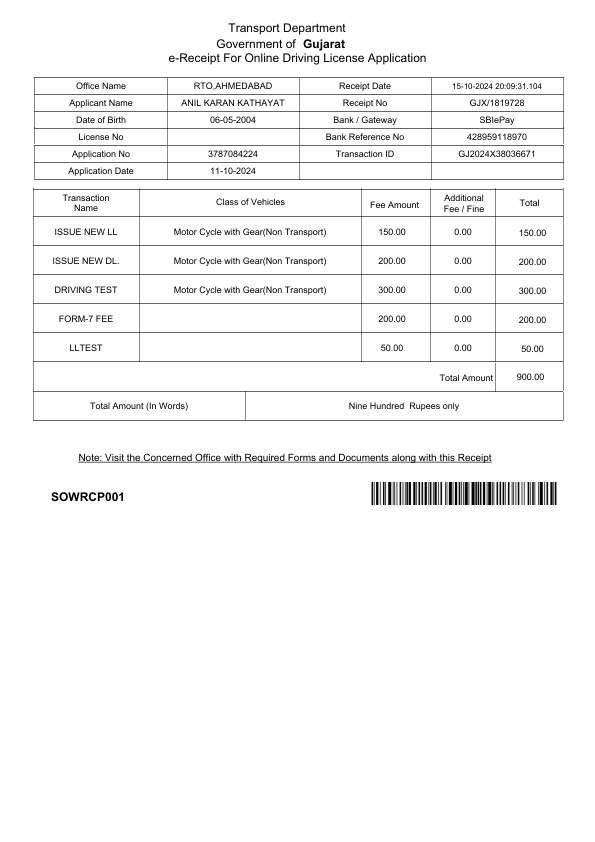 Transport Department
Government of Gujarat
e-Receipt For Online Driving License Application
Office Name RTO,AHMEDABAD Receipt Date 15-10-2024 20:09:31.104
Applicant Name ANIL KARAN KATHAYAT Receipt No GJX/1819728
Date of Birth 06-05-2004 Bank / Gateway SBIePay
License No Bank Reference No 428959118970
Application No 3787084224 Transaction ID GJ2024X38036671
Application Date 11-10-2024
Transaction Name Class of Vehicles Fee Amount Additional Fee / Fine Total
ISSUE NEW LL Motor Cycle with Gear(Non Transport) 150.00 0.00 150.00
ISSUE NEW DL. Motor Cycle with Gear(Non Transport) 200.00 0.00 200.00
DRIVING TEST Motor Cycle with Gear(Non Transport) 300.00 0.00 300.00
FORM-7 FEE 200.00 0.00 200.00
LLTEST 50.00 0.00 50.00
Total Amount 900.00
Total Amount (In Words) Nine Hundred Rupees only
Note: Visit the Concerned Office with Required Forms and Documents along with this Receipt
SOWRCP001